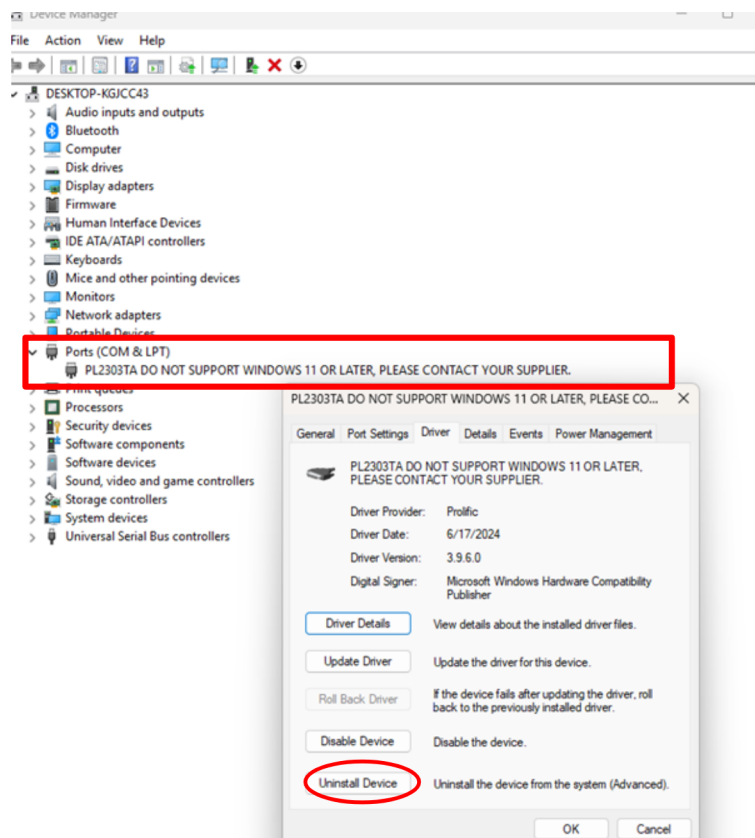 Device Manager
File Action View Help
DESKTOP-KGJCC43
Audio inputs and outputs
Bluetooth
Computer
Disk drives
Display adapters
Firmware
Human Interface Devices
IDE ATA/ATAPI controllers
Keyboards
Mice and other pointing devices
Monitors
Network adapters
Portable Devices
Ports (COM & LPT)
PL2303TA DO NOT SUPPORT WINDOWS 11 OR LATER, PLEASE CONTACT YOUR SUPPLIER.
Print queues
Processors
Security devices
Software components
Software devices
Sound, video and game controllers
Storage controllers
System devices
Universal Serial Bus controllers
PL2303TA DO NOT SUPPORT WINDOWS 11 OR LATER, PLEASE CO...
General Port Settings Driver Details Events Power Management
PL2303TA DO NOT SUPPORT WINDOWS 11 OR LATER,
PLEASE CONTACT YOUR SUPPLIER.
Driver Provider: Prolific
Driver Date: 6/17/2024
Driver Version: 3.9.6.0
Digital Signer: Microsoft Windows Hardware Compatibility
Publisher
Driver Details View details about the installed driver files.
Update Driver Update the driver for this device.
Roll Back Driver If the device fails after updating the driver, roll
back to the previously installed driver.
Disable Device Disable the device.
Uninstall Device Uninstall the device from the system (Advanced).
OK Cancel